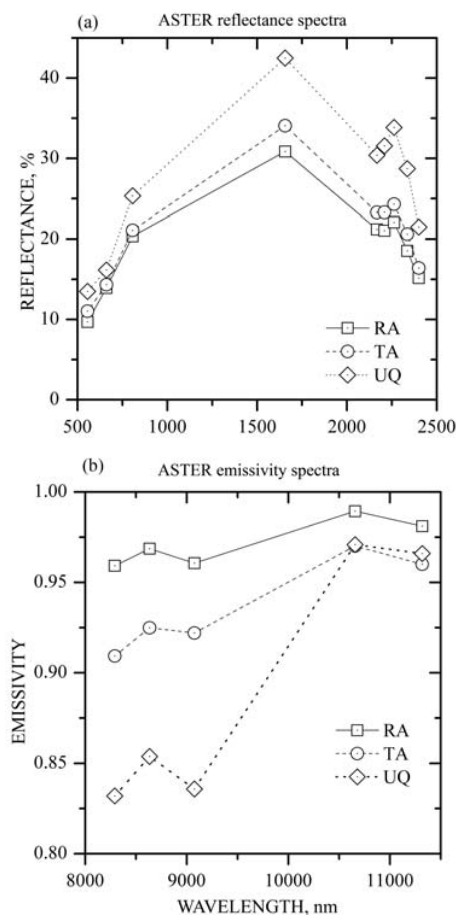 (a) ASTER reflectance spectra
REFLECTANCE, %
40
30
20
10
0
RA
TA
UQ
500 1000 1500 2000 2500
(b) ASTER emissivity spectra
EMISSIVITY
1.00
0.95
0.90
0.85
0.80
RA
TA
UQ
8000 9000 10000 11000
WAVELENGTH, nm